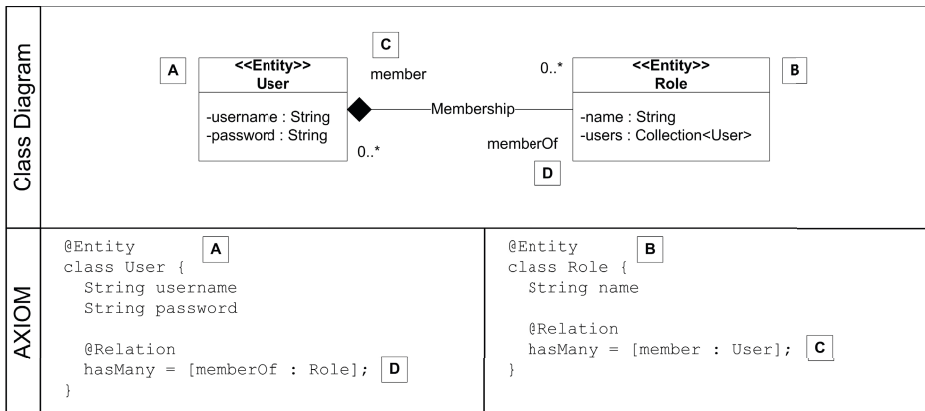 Class Diagram
A
<<Entity>>
User
-username : String
-password : String
C
member
0..*
Membership
0..*
memberOf
D
<<Entity>>
Role
-name : String
-users : Collection<User>
B
AXIOM
@Entity
A
class User {
String username
String password
@Relation
hasMany = [memberOf : Role];
D
}
@Entity
B
class Role {
String name
@Relation
hasMany = [member : User];
C
}